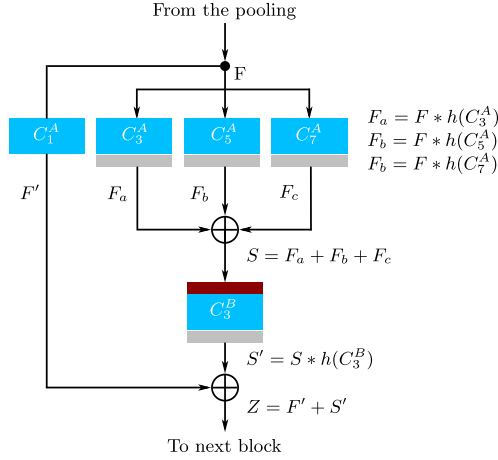 From the pooling
F
C_1^A C_3^A C_5^A C_7^A
F_a = F * h(C_3^A)
F_b = F * h(C_5^A)
F_b = F * h(C_7^A)
F′ F_a F_b F_c
S = F_a + F_b + F_c
C_3^B
S′ = S * h(C_3^B)
Z = F′ + S′
To next block